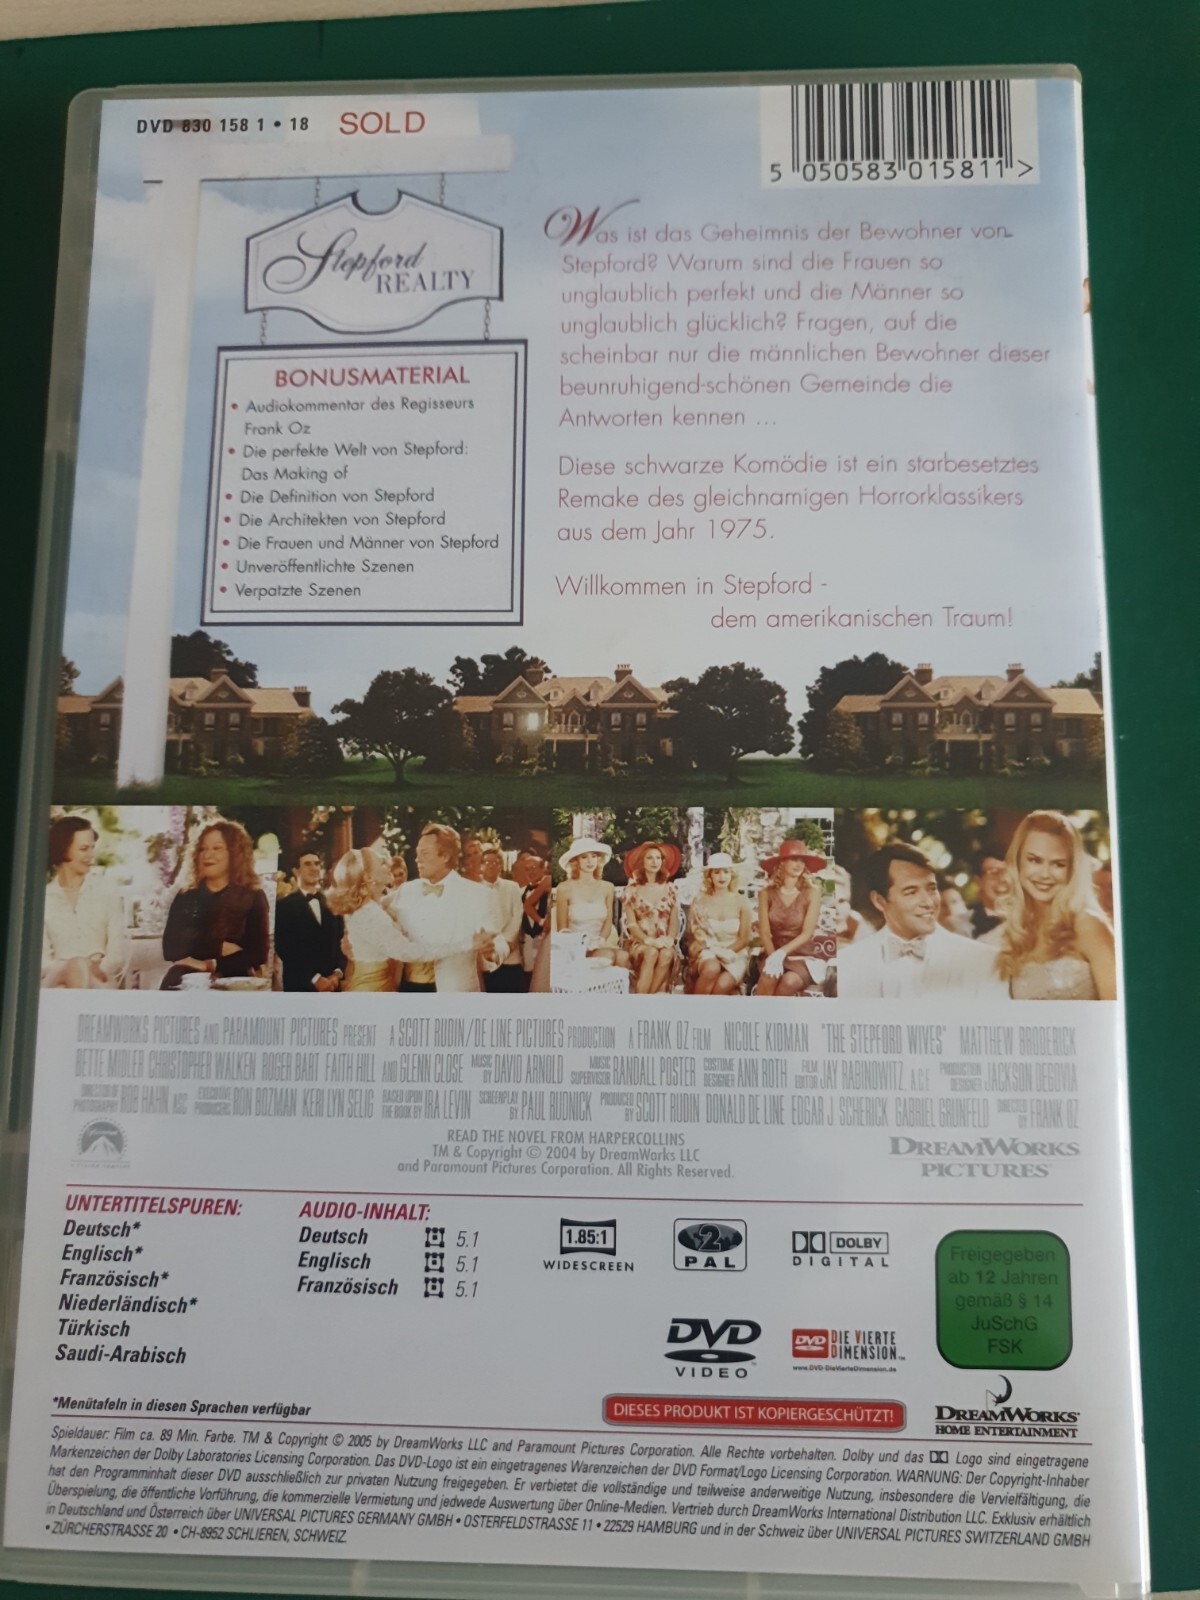 DVD 830 158 1 • 18 SOLD
5 050583 015811 >
Stepford
REALTY
BONUSMATERIAL
• Audiokommentar des Regisseurs
Frank Oz
• Die perfekte Welt von Stepford:
Das Making of
• Die Definition von Stepford
• Die Architekten von Stepford
• Die Frauen und Männer von Stepford
• Unveröffentlichte Szenen
• Verpatzte Szenen
Was ist das Geheimnis der Bewohner von
Stepford? Warum sind die Frauen so
unglaublich perfekt und die Männer so
unglaublich glücklich? Fragen, auf die
scheinbar nur die männlichen Bewohner dieser
beunruhigend-schönen Gemeinde die
Antworten kennen ...
Diese schwarze Komödie ist ein starbesetztes
Remake des gleichnamigen Horrorklassikers
aus dem Jahr 1975.
Willkommen in Stepford -
dem amerikanischen Traum!
DREAMWORKS PICTURES AND PARAMOUNT PICTURES PRESENT A SCOTT RUDIN/DE LINE PICTURES PRODUCTION A FRANK OZ FILM NICOLE KIDMAN "THE STEPFORD WIVES" MATTHEW BRODERICK
BETTE MIDLER CHRISTOPHER WALKEN ROGER BART FAITH HILL AND GLENN CLOSE MUSIC BY DAVID ARNOLD MUSIC SUPERVISOR RANDALL POSTER COSTUME DESIGNER ANN ROTH FILM EDITOR JAY RABINOWITZ, A.C.E. PRODUCTION DESIGNER JACKSON DEGOVIA
DIRECTOR OF PHOTOGRAPHY ROB HAHN, ASC EXECUTIVE PRODUCERS RON BOZMAN KERI LYN SELIG BASED UPON THE BOOK BY IRA LEVIN SCREENPLAY BY PAUL RUDNICK PRODUCED BY SCOTT RUDIN DONALD DE LINE EDGAR J. SCHERICK GABRIEL GRUNFELD DIRECTED BY FRANK OZ
READ THE NOVEL FROM HARPERCOLLINS
TM & Copyright © 2004 by DreamWorks LLC
and Paramount Pictures Corporation. All Rights Reserved.
DREAMWORKS
PICTURES
UNTERTITELSPUREN:
Deutsch*
Englisch*
Französisch*
Niederländisch*
Türkisch
Saudi-Arabisch
AUDIO-INHALT:
Deutsch 5.1
Englisch 5.1
Französisch 5.1
1.85:1
WIDESCREEN
2
PAL
DOLBY
DIGITAL
DVD
VIDEO
DVD DIE VIERTE
DIMENSION™
www.DVD-DieVierteDimension.de
Freigegeben
ab 12 Jahren
gemäß § 14
JuSchG
FSK
*Menütafeln in diesen Sprachen verfügbar
DIESES PRODUKT IST KOPIERGESCHÜTZT!
DREAMWORKS
HOME ENTERTAINMENT
Spieldauer: Film ca. 89 Min. Farbe. TM & Copyright © 2005 by DreamWorks LLC and Paramount Pictures Corporation. Alle Rechte vorbehalten. Dolby und das Logo sind eingetragene
Markenzeichen der Dolby Laboratories Licensing Corporation. Das DVD-Logo ist ein eingetragenes Warenzeichen der DVD Format/Logo Licensing Corporation. WARNUNG: Der Copyright-Inhaber
hat den Programminhalt dieser DVD ausschließlich zur privaten Nutzung freigegeben. Er verbietet die vollständige und teilweise anderweitige Nutzung, insbesondere die Vervielfältigung, die
Überspielung, die öffentliche Vorführung, die kommerzielle Vermietung und jedwede Auswertung über Online-Medien. Vertrieb durch DreamWorks International Distribution LLC. Exklusiv erhältlich
in Deutschland und Österreich über UNIVERSAL PICTURES GERMANY GMBH • OSTERFELDSTRASSE 11 • 22529 HAMBURG und in der Schweiz über UNIVERSAL PICTURES SWITZERLAND GMBH
• ZÜRCHERSTRASSE 20 • CH-8952 SCHLIEREN, SCHWEIZ